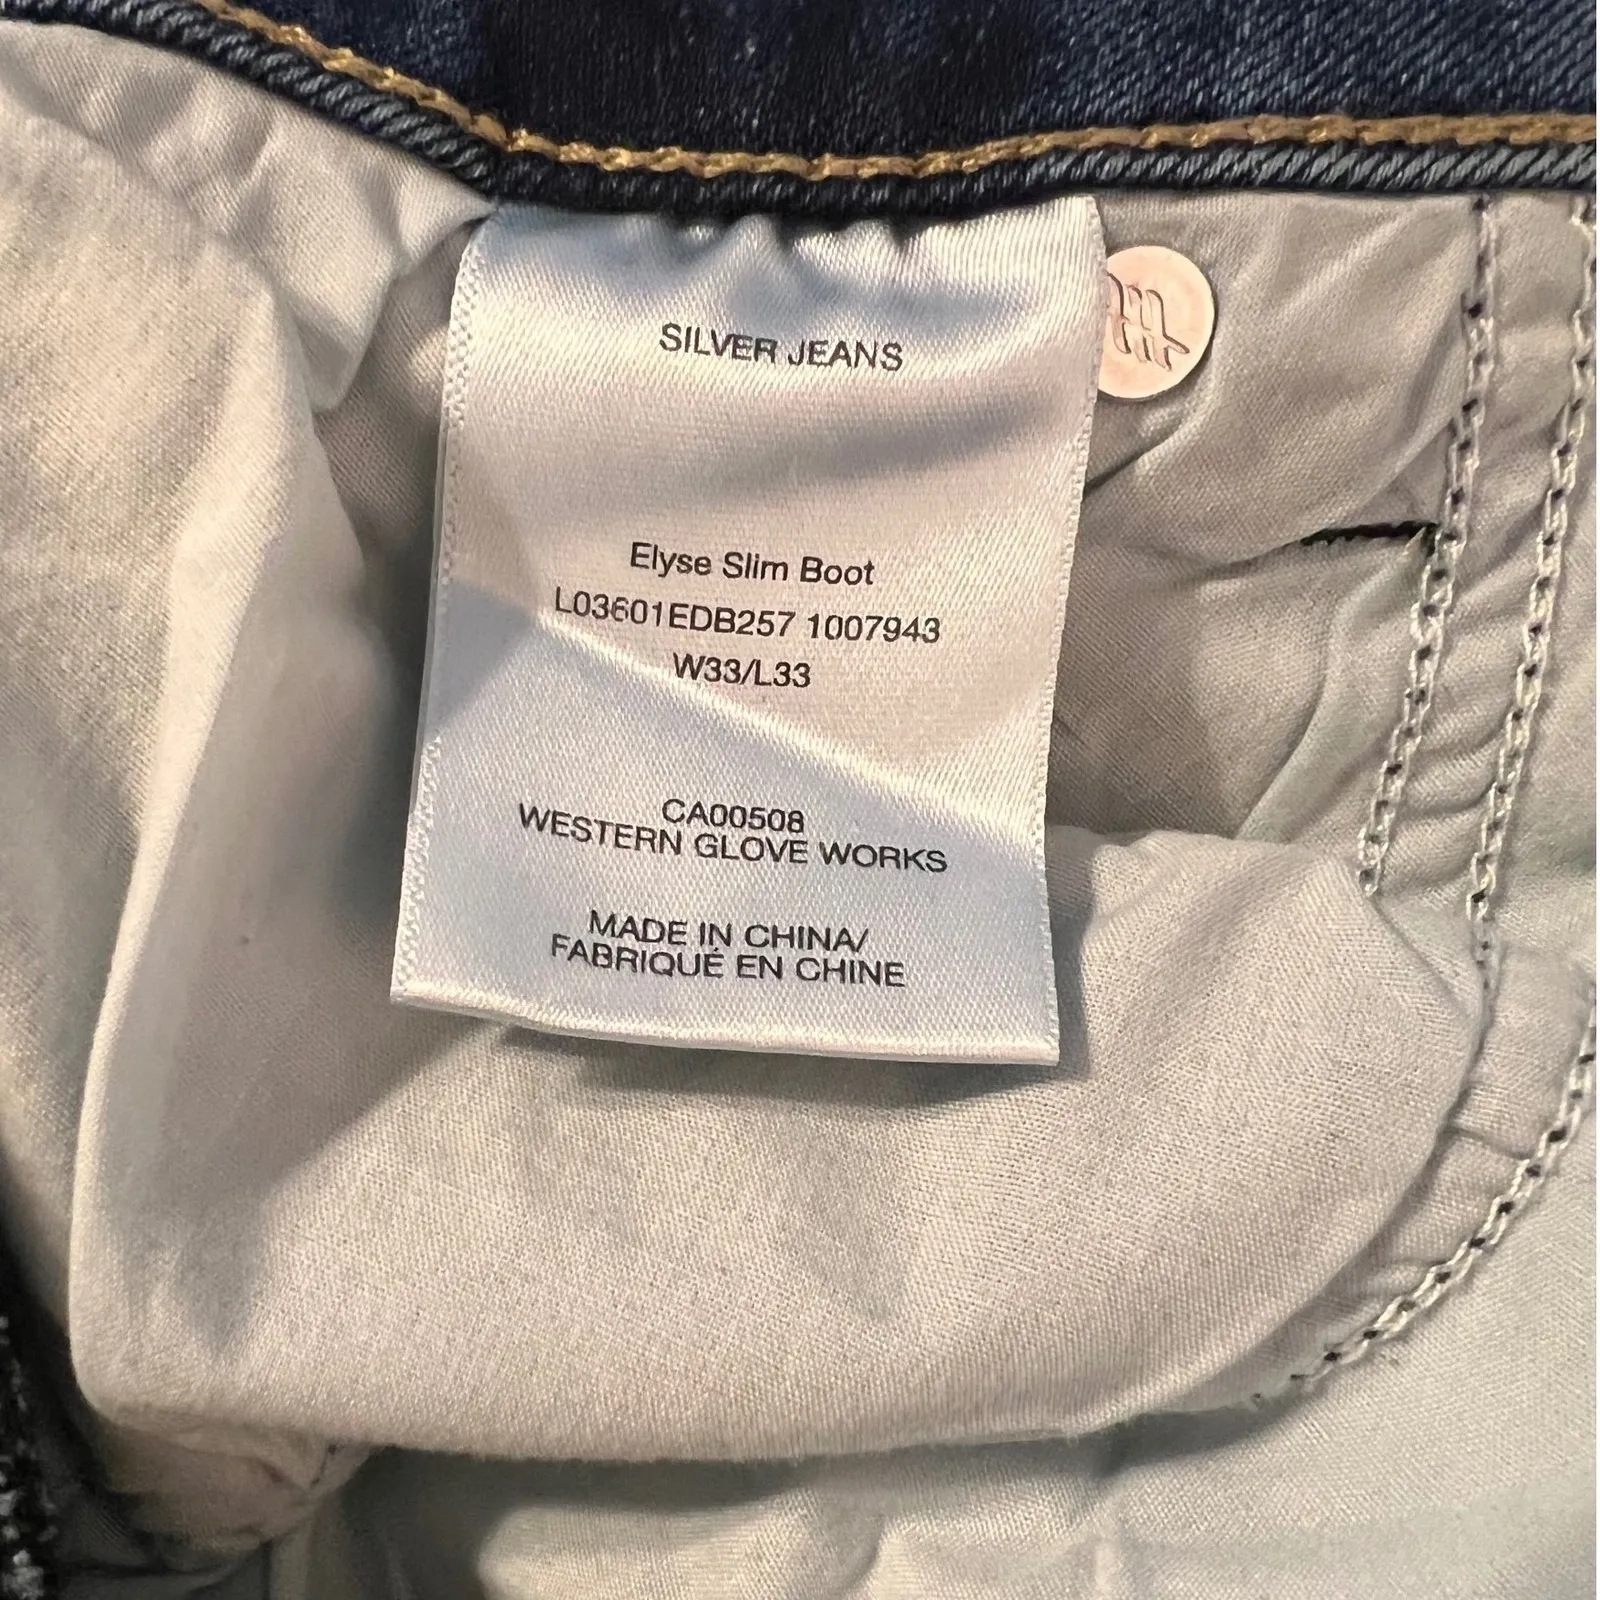 SILVER JEANS
Elyse Slim Boot
L03601EDB257 1007943
W33/L33
CA00508
WESTERN GLOVE WORKS
MADE IN CHINA/
FABRIQUÉ EN CHINE